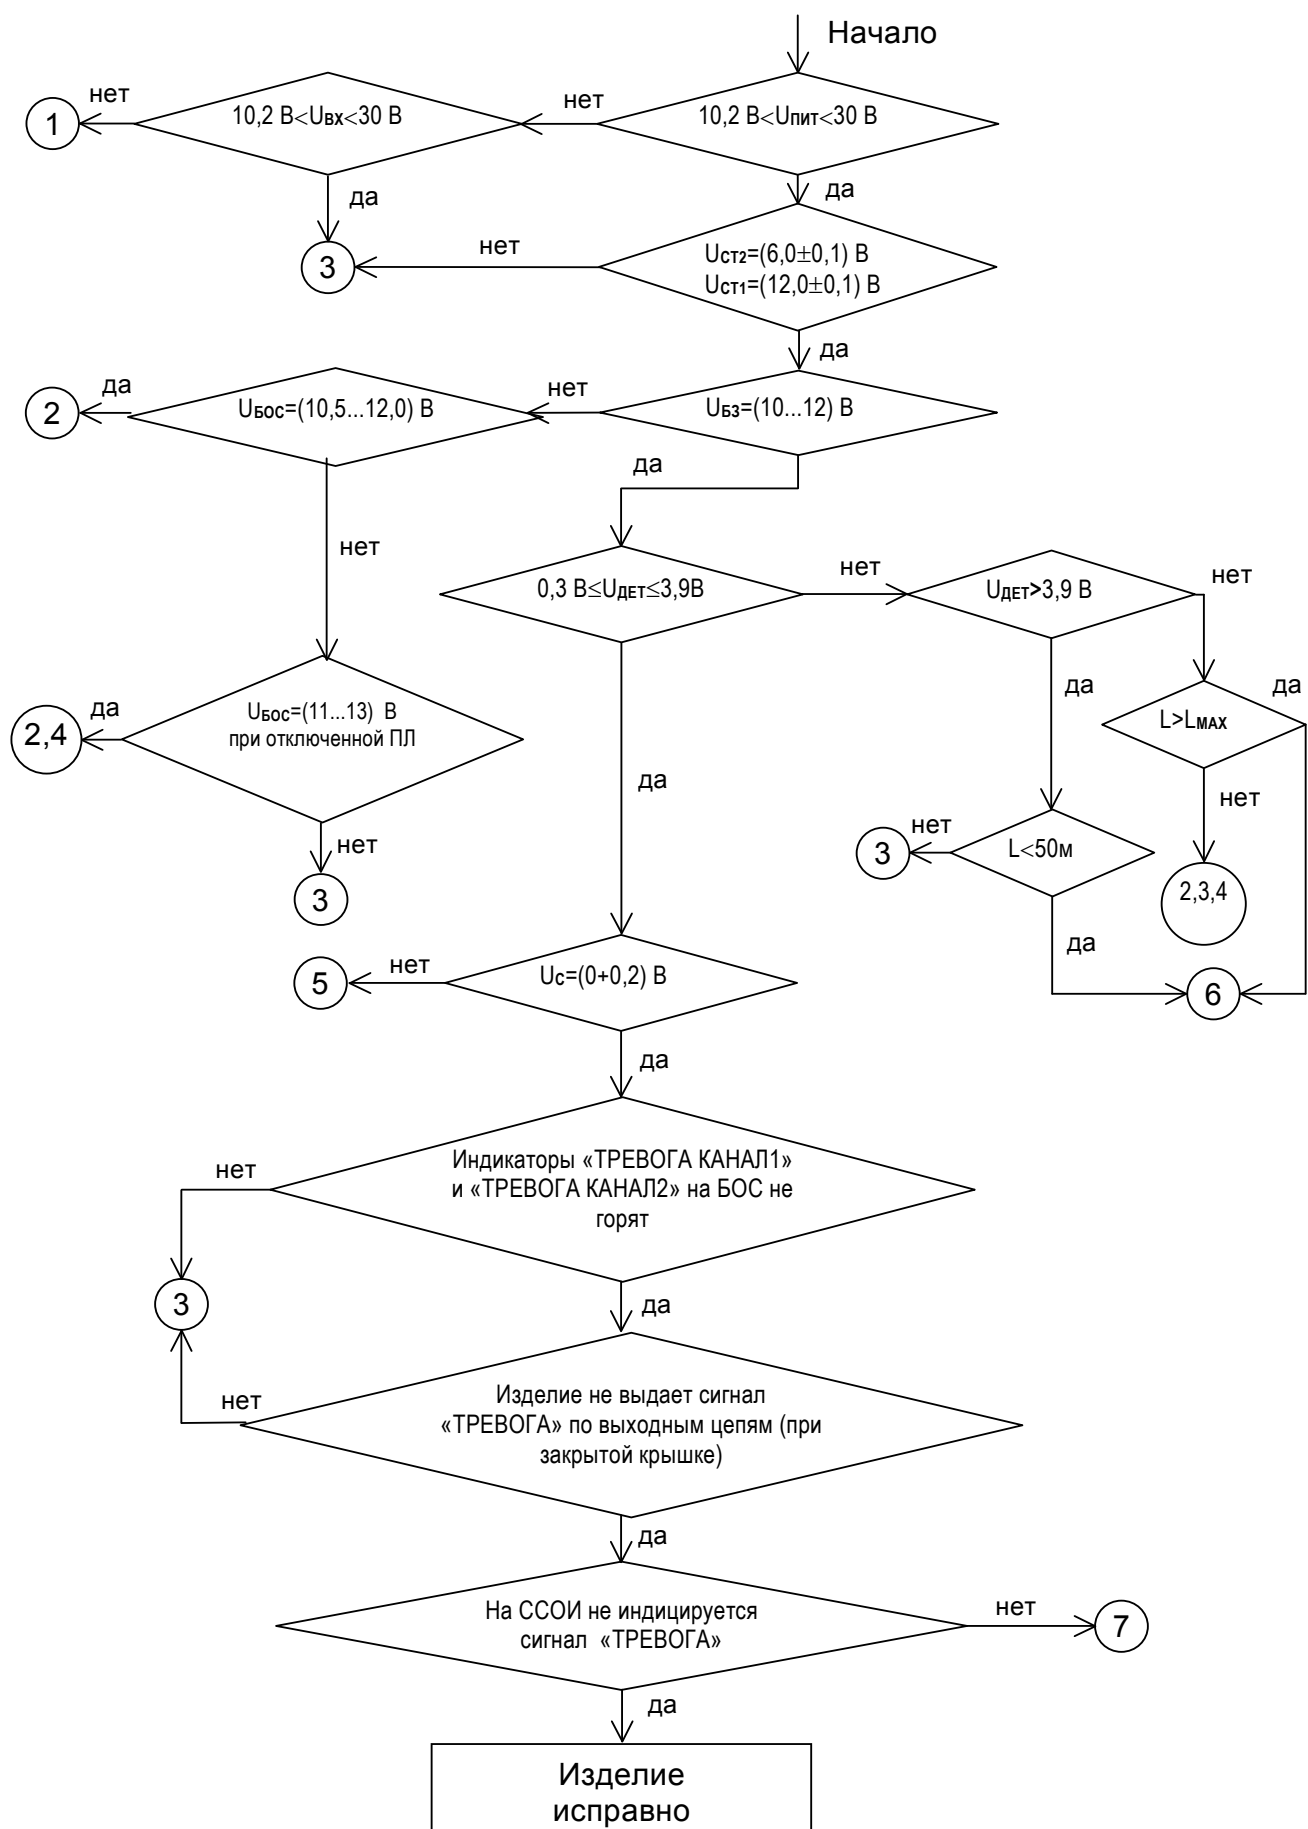 Начало
нет
10,2 В<Uвх<30 В
нет
10,2 В<Uпит<30 В
1
да
да
нет
3
Uст2=(6,0±0,1) В
Uст1=(12,0±0,1) В
да
да
нет
2
UБОС=(10,5...12,0) В
UБЗ=(10...12) В
да
нет
0,3 В≤UДЕТ≤3,9В
нет
UДЕТ>3,9 В
нет
да
да
2,4
да
UБОС=(11...13) В
при отключенной ПЛ
L>LMAX
да
нет
нет
3
нет
L<50м
2,3,4
3
да
5
нет
Uс=(0+0,2) В
6
да
нет
Индикаторы «ТРЕВОГА КАНАЛ1»
и «ТРЕВОГА КАНАЛ2» на БОС не
горят
3
да
нет
Изделие не выдает сигнал
«ТРЕВОГА» по выходным цепям (при
закрытой крышке)
да
На ССОИ не индицируется
сигнал «ТРЕВОГА»
нет
7
да
Изделие
исправно